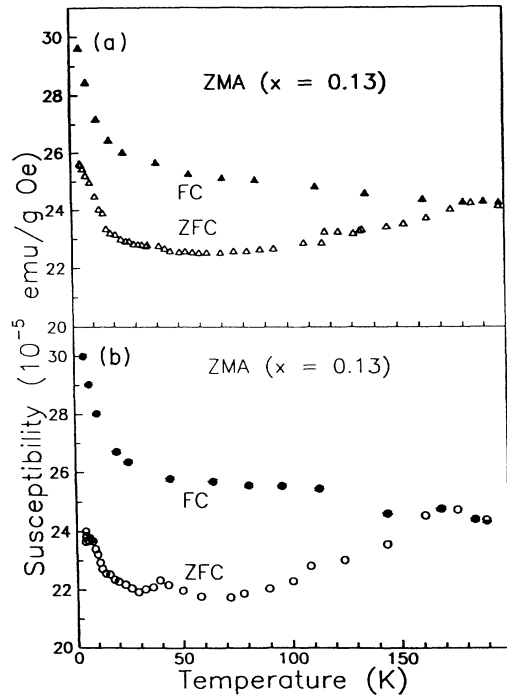 30
(a)
ZMA (x = 0.13)
28
26
FC
24
ZFC
22
20
30
(b)
ZMA (x = 0.13)
28
26
FC
24
ZFC
22
20
0 50 100 150
Temperature (K)
Susceptibility (10⁻⁵ emu/g Oe)